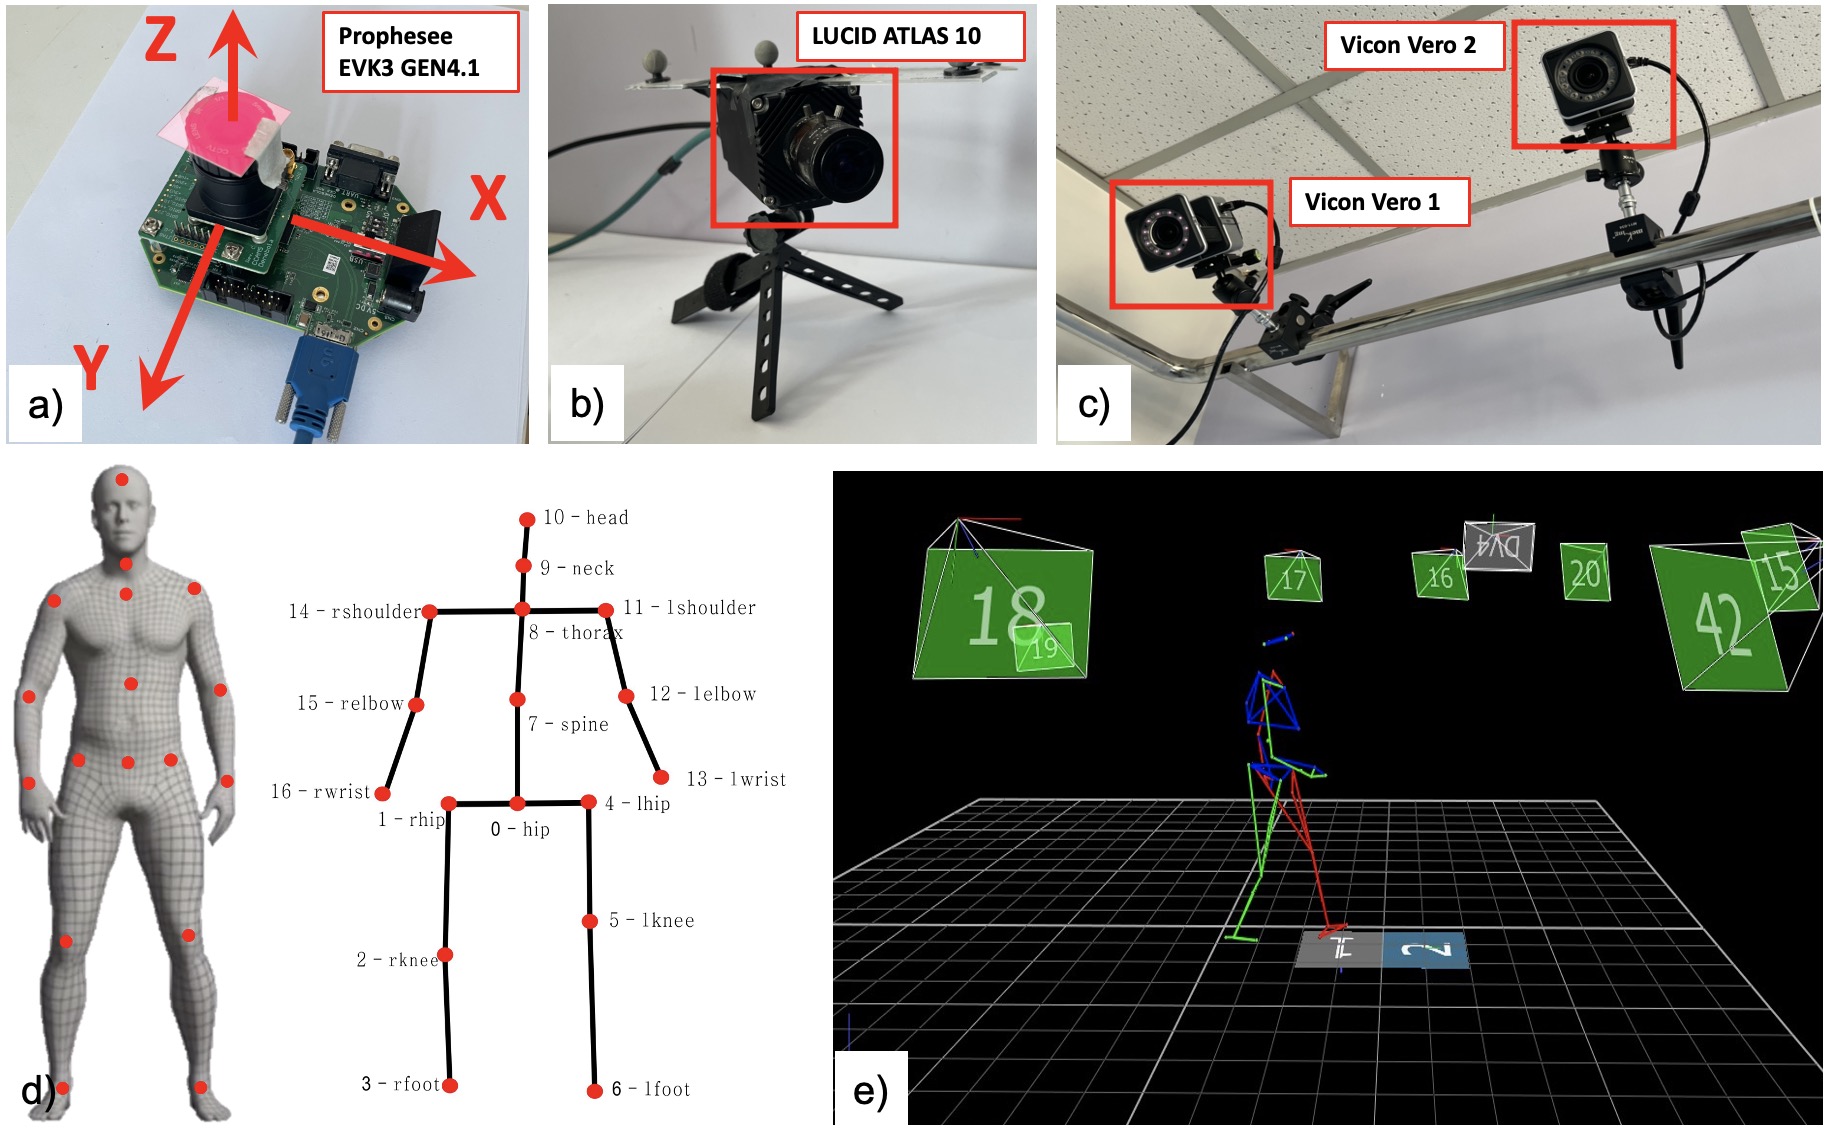 Prophesee
EVK3 GEN4.1
Z
X
Y
a)
LUCID ATLAS 10
b)
Vicon Vero 2
Vicon Vero 1
c)
10 - head
9 - neck
14 - rshoulder
11 - lshoulder
8 - thorax
15 - relbow
12 - lelbow
7 - spine
16 - rwrist
13 - lwrist
1 - rhip
0 - hip
4 - lhip
5 - lknee
2 - rknee
3 - rfoot
6 - lfoot
d)
18
19
17
16
DV4
20
42
15
1
2
e)